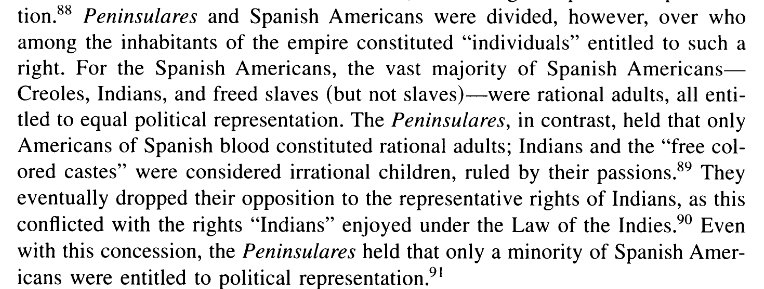 tion.88 Peninsulares and Spanish Americans were divided, however, over who
among the inhabitants of the empire constituted “individuals” entitled to such a
right. For the Spanish Americans, the vast majority of Spanish Americans—
Creoles, Indians, and freed slaves (but not slaves)—were rational adults, all enti-
tled to equal political representation. The Peninsulares, in contrast, held that only
Americans of Spanish blood constituted rational adults; Indians and the “free col-
ored castes” were considered irrational children, ruled by their passions.89 They
eventually dropped their opposition to the representative rights of Indians, as this
conflicted with the rights “Indians” enjoyed under the Law of the Indies.90 Even
with this concession, the Peninsulares held that only a minority of Spanish Amer-
icans were entitled to political representation.91